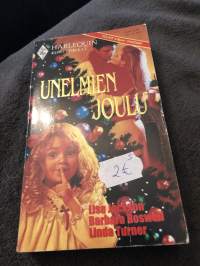 HARLEQUIN
UNELMIEN
JOULU
2€
Lisa Jackson
Barbara Boswell
Linda Turner